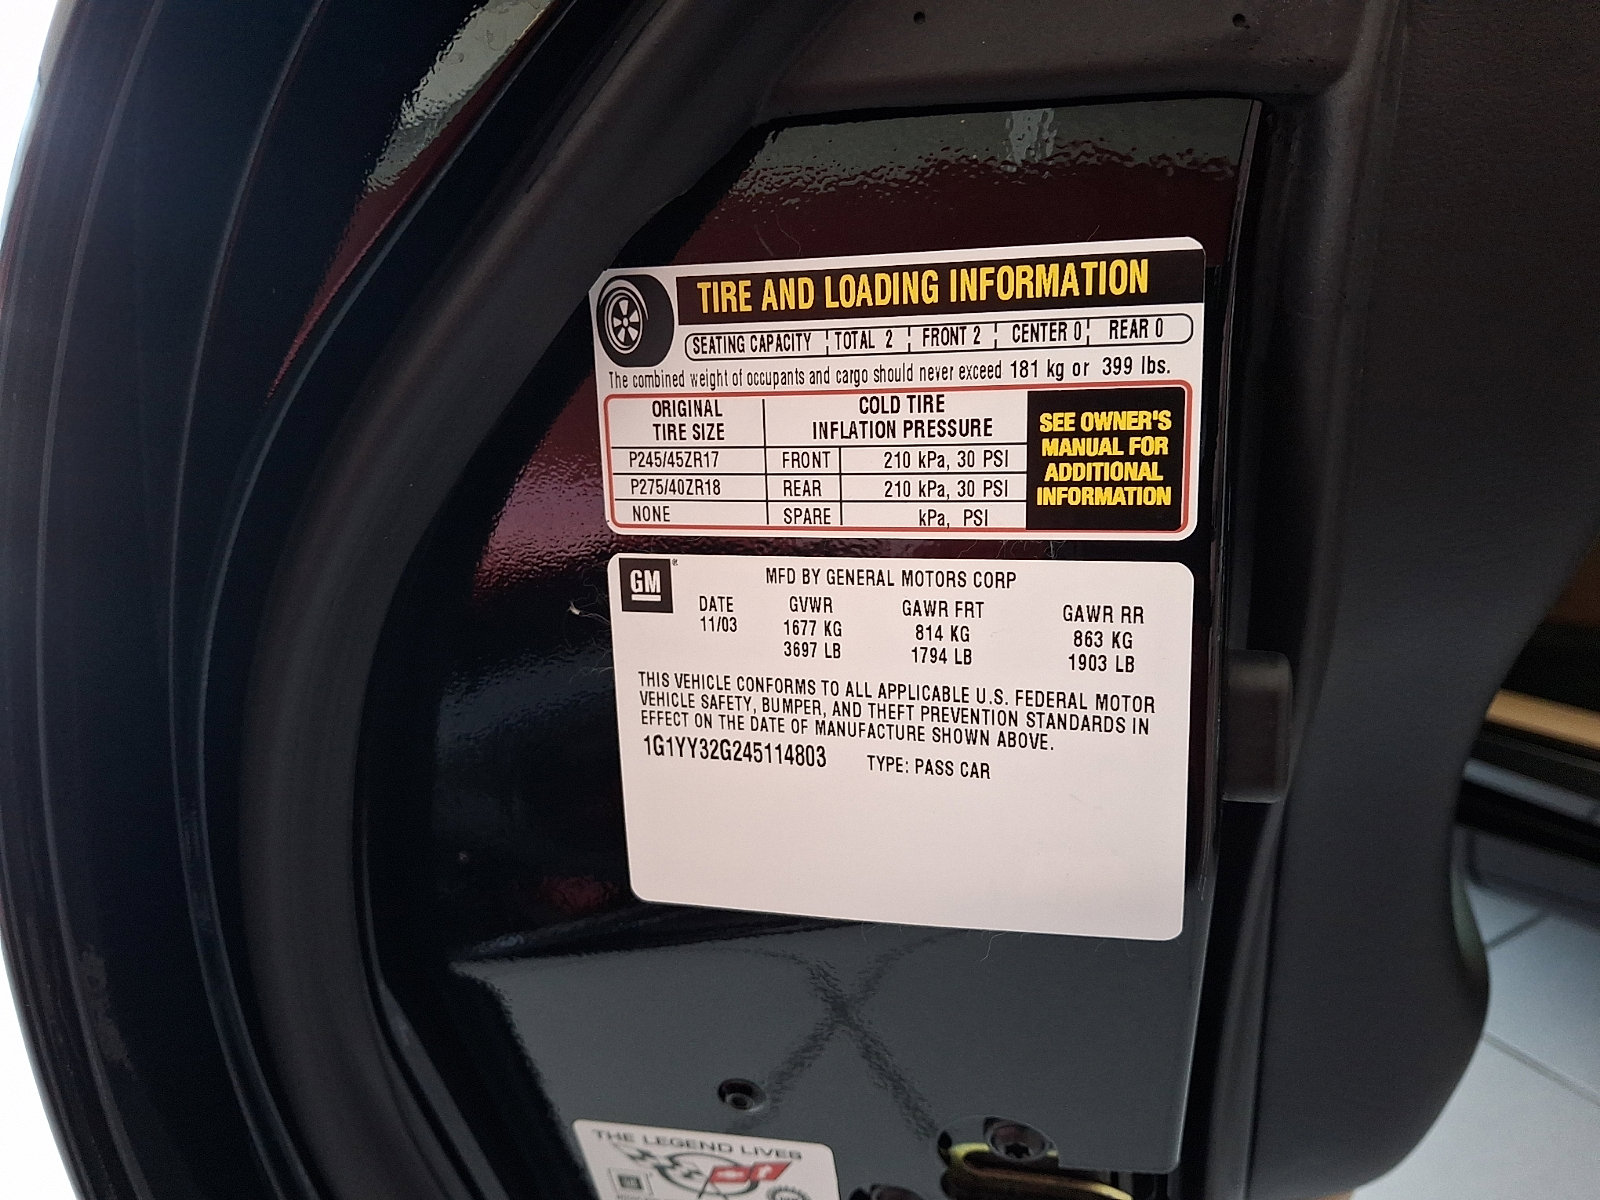 TIRE AND LOADING INFORMATION
SEATING CAPACITY TOTAL 2 FRONT 2 CENTER 0 REAR 0
The combined weight of occupants and cargo should never exceed 181 kg or 399 lbs.
ORIGINAL TIRE SIZE COLD TIRE INFLATION PRESSURE
P245/45ZR17 FRONT 210 kPa, 30 PSI
P275/40ZR18 REAR 210 kPa, 30 PSI
NONE SPARE kPa, PSI
SEE OWNER'S
MANUAL FOR
ADDITIONAL
INFORMATION
GM
MFD BY GENERAL MOTORS CORP
DATE GVWR GAWR FRT GAWR RR
11/03 1677 KG 814 KG 863 KG
3697 LB 1794 LB 1903 LB
THIS VEHICLE CONFORMS TO ALL APPLICABLE U.S. FEDERAL MOTOR
VEHICLE SAFETY, BUMPER, AND THEFT PREVENTION STANDARDS IN
EFFECT ON THE DATE OF MANUFACTURE SHOWN ABOVE.
1G1YY32G245114803 TYPE: PASS CAR
THE LEGEND LIVES